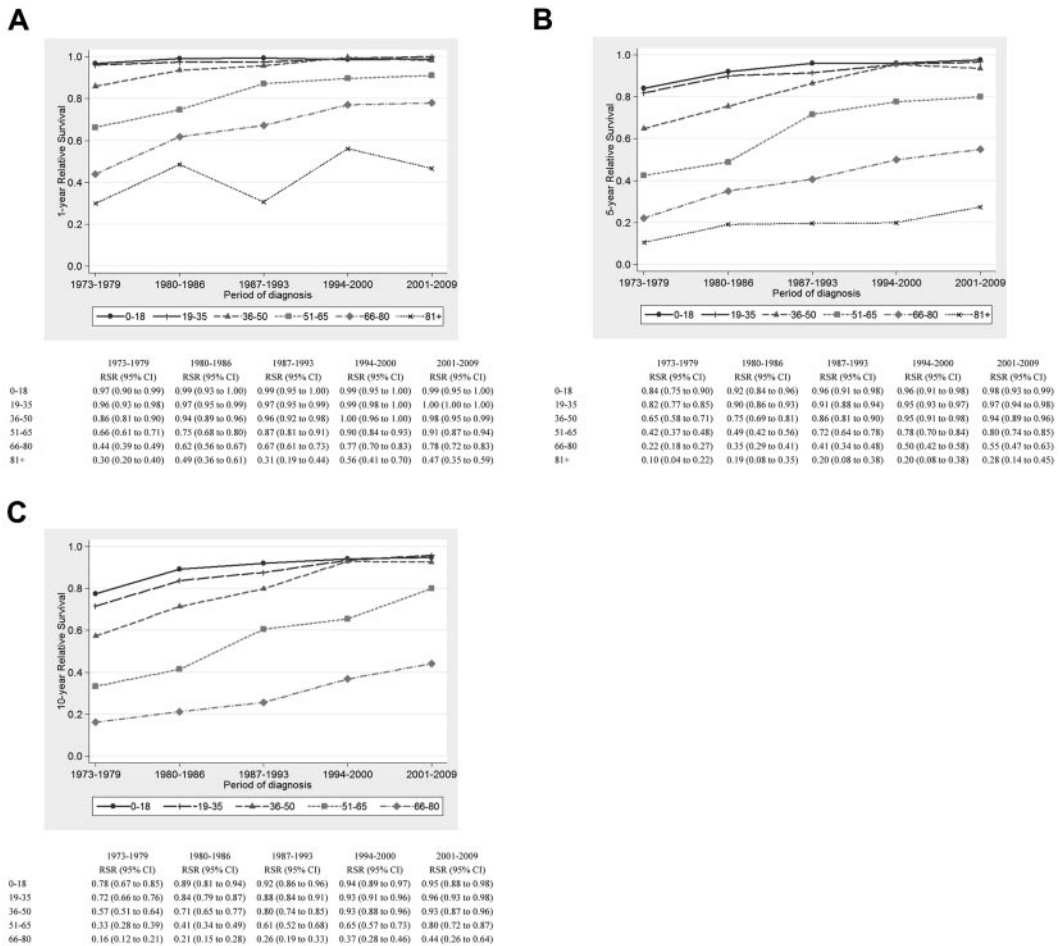 A
1-year Relative Survival
1.0
0.8
0.6
0.4
0.2
0.0
1973-1979 1980-1986 1987-1993 1994-2000 2001-2009
Period of diagnosis
0-18 19-35 36-50 51-65 66-80 81+
1973-1979 1980-1986 1987-1993 1994-2000 2001-2009
RSR (95% CI) RSR (95% CI) RSR (95% CI) RSR (95% CI) RSR (95% CI)
0-18 0.97 (0.90 to 0.99) 0.99 (0.93 to 1.00) 0.99 (0.95 to 1.00) 0.99 (0.95 to 1.00) 0.99 (0.95 to 1.00)
19-35 0.96 (0.93 to 0.98) 0.97 (0.95 to 0.99) 0.97 (0.95 to 0.99) 0.99 (0.98 to 1.00) 1.00 (1.00 to 1.00)
36-50 0.86 (0.81 to 0.90) 0.94 (0.89 to 0.96) 0.96 (0.92 to 0.98) 1.00 (0.96 to 1.00) 0.98 (0.95 to 0.99)
51-65 0.66 (0.61 to 0.71) 0.75 (0.68 to 0.80) 0.87 (0.81 to 0.91) 0.90 (0.84 to 0.93) 0.91 (0.87 to 0.94)
66-80 0.44 (0.39 to 0.49) 0.62 (0.56 to 0.67) 0.67 (0.61 to 0.73) 0.77 (0.70 to 0.83) 0.78 (0.72 to 0.83)
81+ 0.30 (0.20 to 0.40) 0.49 (0.36 to 0.61) 0.31 (0.19 to 0.44) 0.56 (0.41 to 0.70) 0.47 (0.35 to 0.59)
B
5-year Relative Survival
1.0
0.8
0.6
0.4
0.2
0.0
1973-1979 1980-1986 1987-1993 1994-2000 2001-2009
Period of diagnosis
0-18 19-35 36-50 51-65 66-80 81+
1973-1979 1980-1986 1987-1993 1994-2000 2001-2009
RSR (95% CI) RSR (95% CI) RSR (95% CI) RSR (95% CI) RSR (95% CI)
0-18 0.84 (0.75 to 0.90) 0.92 (0.84 to 0.96) 0.96 (0.91 to 0.98) 0.96 (0.91 to 0.98) 0.98 (0.93 to 0.99)
19-35 0.82 (0.77 to 0.85) 0.90 (0.86 to 0.93) 0.91 (0.88 to 0.94) 0.95 (0.93 to 0.97) 0.97 (0.94 to 0.98)
36-50 0.65 (0.58 to 0.71) 0.75 (0.69 to 0.81) 0.86 (0.81 to 0.90) 0.95 (0.91 to 0.98) 0.94 (0.89 to 0.96)
51-65 0.42 (0.37 to 0.48) 0.49 (0.42 to 0.56) 0.72 (0.64 to 0.78) 0.78 (0.70 to 0.84) 0.80 (0.74 to 0.85)
66-80 0.22 (0.18 to 0.27) 0.35 (0.29 to 0.41) 0.41 (0.34 to 0.48) 0.50 (0.42 to 0.58) 0.55 (0.47 to 0.63)
81+ 0.10 (0.04 to 0.22) 0.19 (0.08 to 0.35) 0.20 (0.08 to 0.38) 0.20 (0.08 to 0.38) 0.28 (0.14 to 0.45)
C
10-year Relative Survival
1.0
0.8
0.6
0.4
0.2
0.0
1973-1979 1980-1986 1987-1993 1994-2000 2001-2009
Period of diagnosis
0-18 19-35 36-50 51-65 66-80
1973-1979 1980-1986 1987-1993 1994-2000 2001-2009
RSR (95% CI) RSR (95% CI) RSR (95% CI) RSR (95% CI) RSR (95% CI)
0-18 0.78 (0.67 to 0.85) 0.89 (0.81 to 0.94) 0.92 (0.86 to 0.96) 0.94 (0.89 to 0.97) 0.95 (0.88 to 0.98)
19-35 0.72 (0.66 to 0.76) 0.84 (0.79 to 0.87) 0.88 (0.84 to 0.91) 0.93 (0.91 to 0.96) 0.96 (0.93 to 0.98)
36-50 0.57 (0.51 to 0.64) 0.71 (0.65 to 0.77) 0.80 (0.74 to 0.85) 0.93 (0.88 to 0.96) 0.93 (0.87 to 0.96)
51-65 0.33 (0.28 to 0.39) 0.41 (0.34 to 0.49) 0.61 (0.52 to 0.68) 0.65 (0.57 to 0.73) 0.80 (0.72 to 0.87)
66-80 0.16 (0.12 to 0.21) 0.21 (0.15 to 0.28) 0.26 (0.19 to 0.33) 0.37 (0.28 to 0.46) 0.44 (0.26 to 0.64)